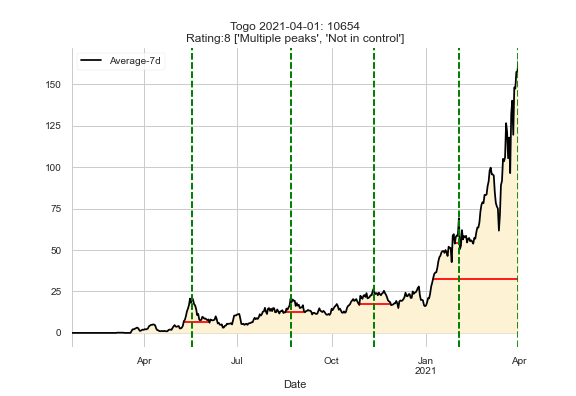 Togo 2021-04-01: 10654
Rating:8 ['Multiple peaks', 'Not in control']
Average-7d
150
125
100
75
50
25
0
Apr
Jul
Oct
Jan
2021
Apr
Date